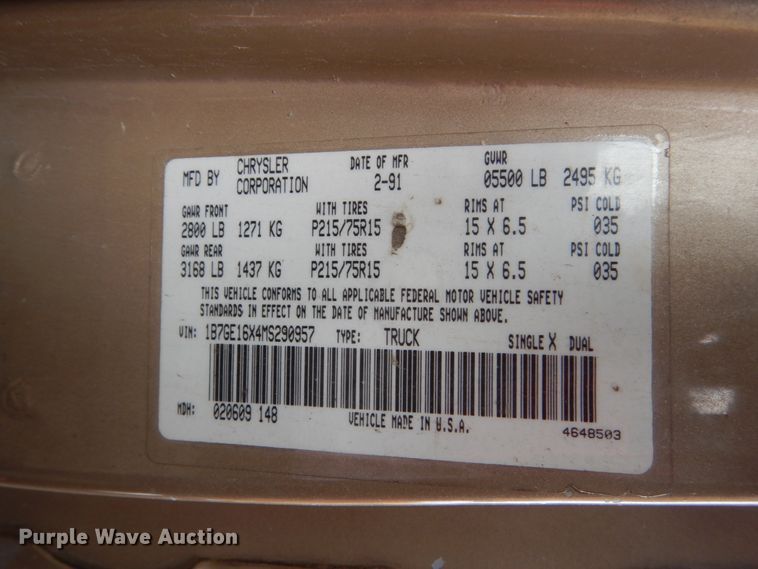 MFD BY CHRYSLER CORPORATION DATE OF MFR 2-91 GVWR 05500 LB 2495 KG
GAWR FRONT WITH TIRES RIMS AT PSI COLD
2800 LB 1271 KG P215/75R15 15 X 6.5 035
GAWR REAR WITH TIRES RIMS AT PSI COLD
3168 LB 1437 KG P215/75R15 15 X 6.5 035
THIS VEHICLE CONFORMS TO ALL APPLICABLE FEDERAL MOTOR VEHICLE SAFETY
STANDARDS IN EFFECT ON THE DATE OF MANUFACTURE SHOWN ABOVE.
VIN: 1B7GE16X4MS290957 TYPE: TRUCK SINGLE X DUAL
MDH: 020609 148 VEHICLE MADE IN U.S.A. 4648503
Purple Wave Auction